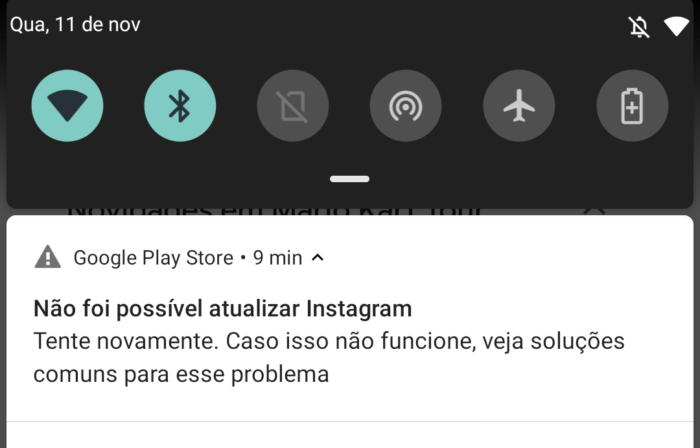 Qua, 11 de nov
Novidades em Mario Kart Tour
Google Play Store • 9 min
Não foi possível atualizar Instagram
Tente novamente. Caso isso não funcione, veja soluções
comuns para esse problema